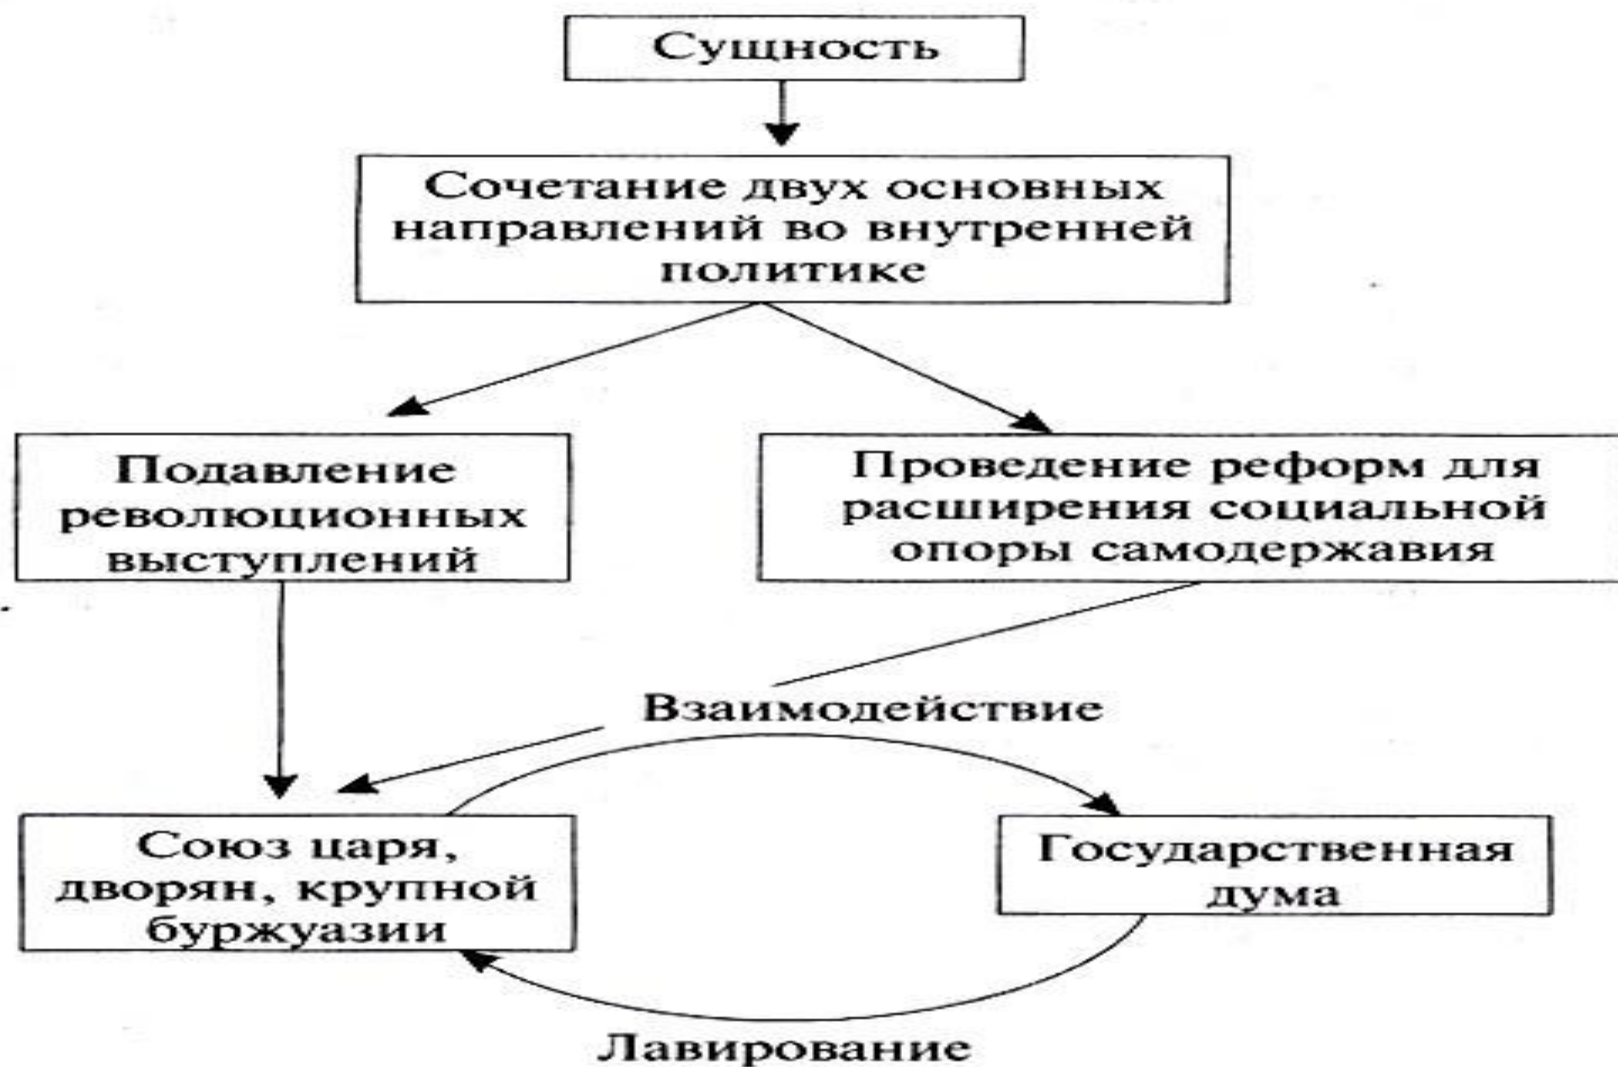 Сущность
Сочетание двух основных
направлений во внутренней
политике
Подавление
революционных
выступлений
Проведение реформ для
расширения социальной
опоры самодержавия
Взаимодействие
Союз царя,
дворян, крупной
буржуазии
Государственная
дума
Лавирование